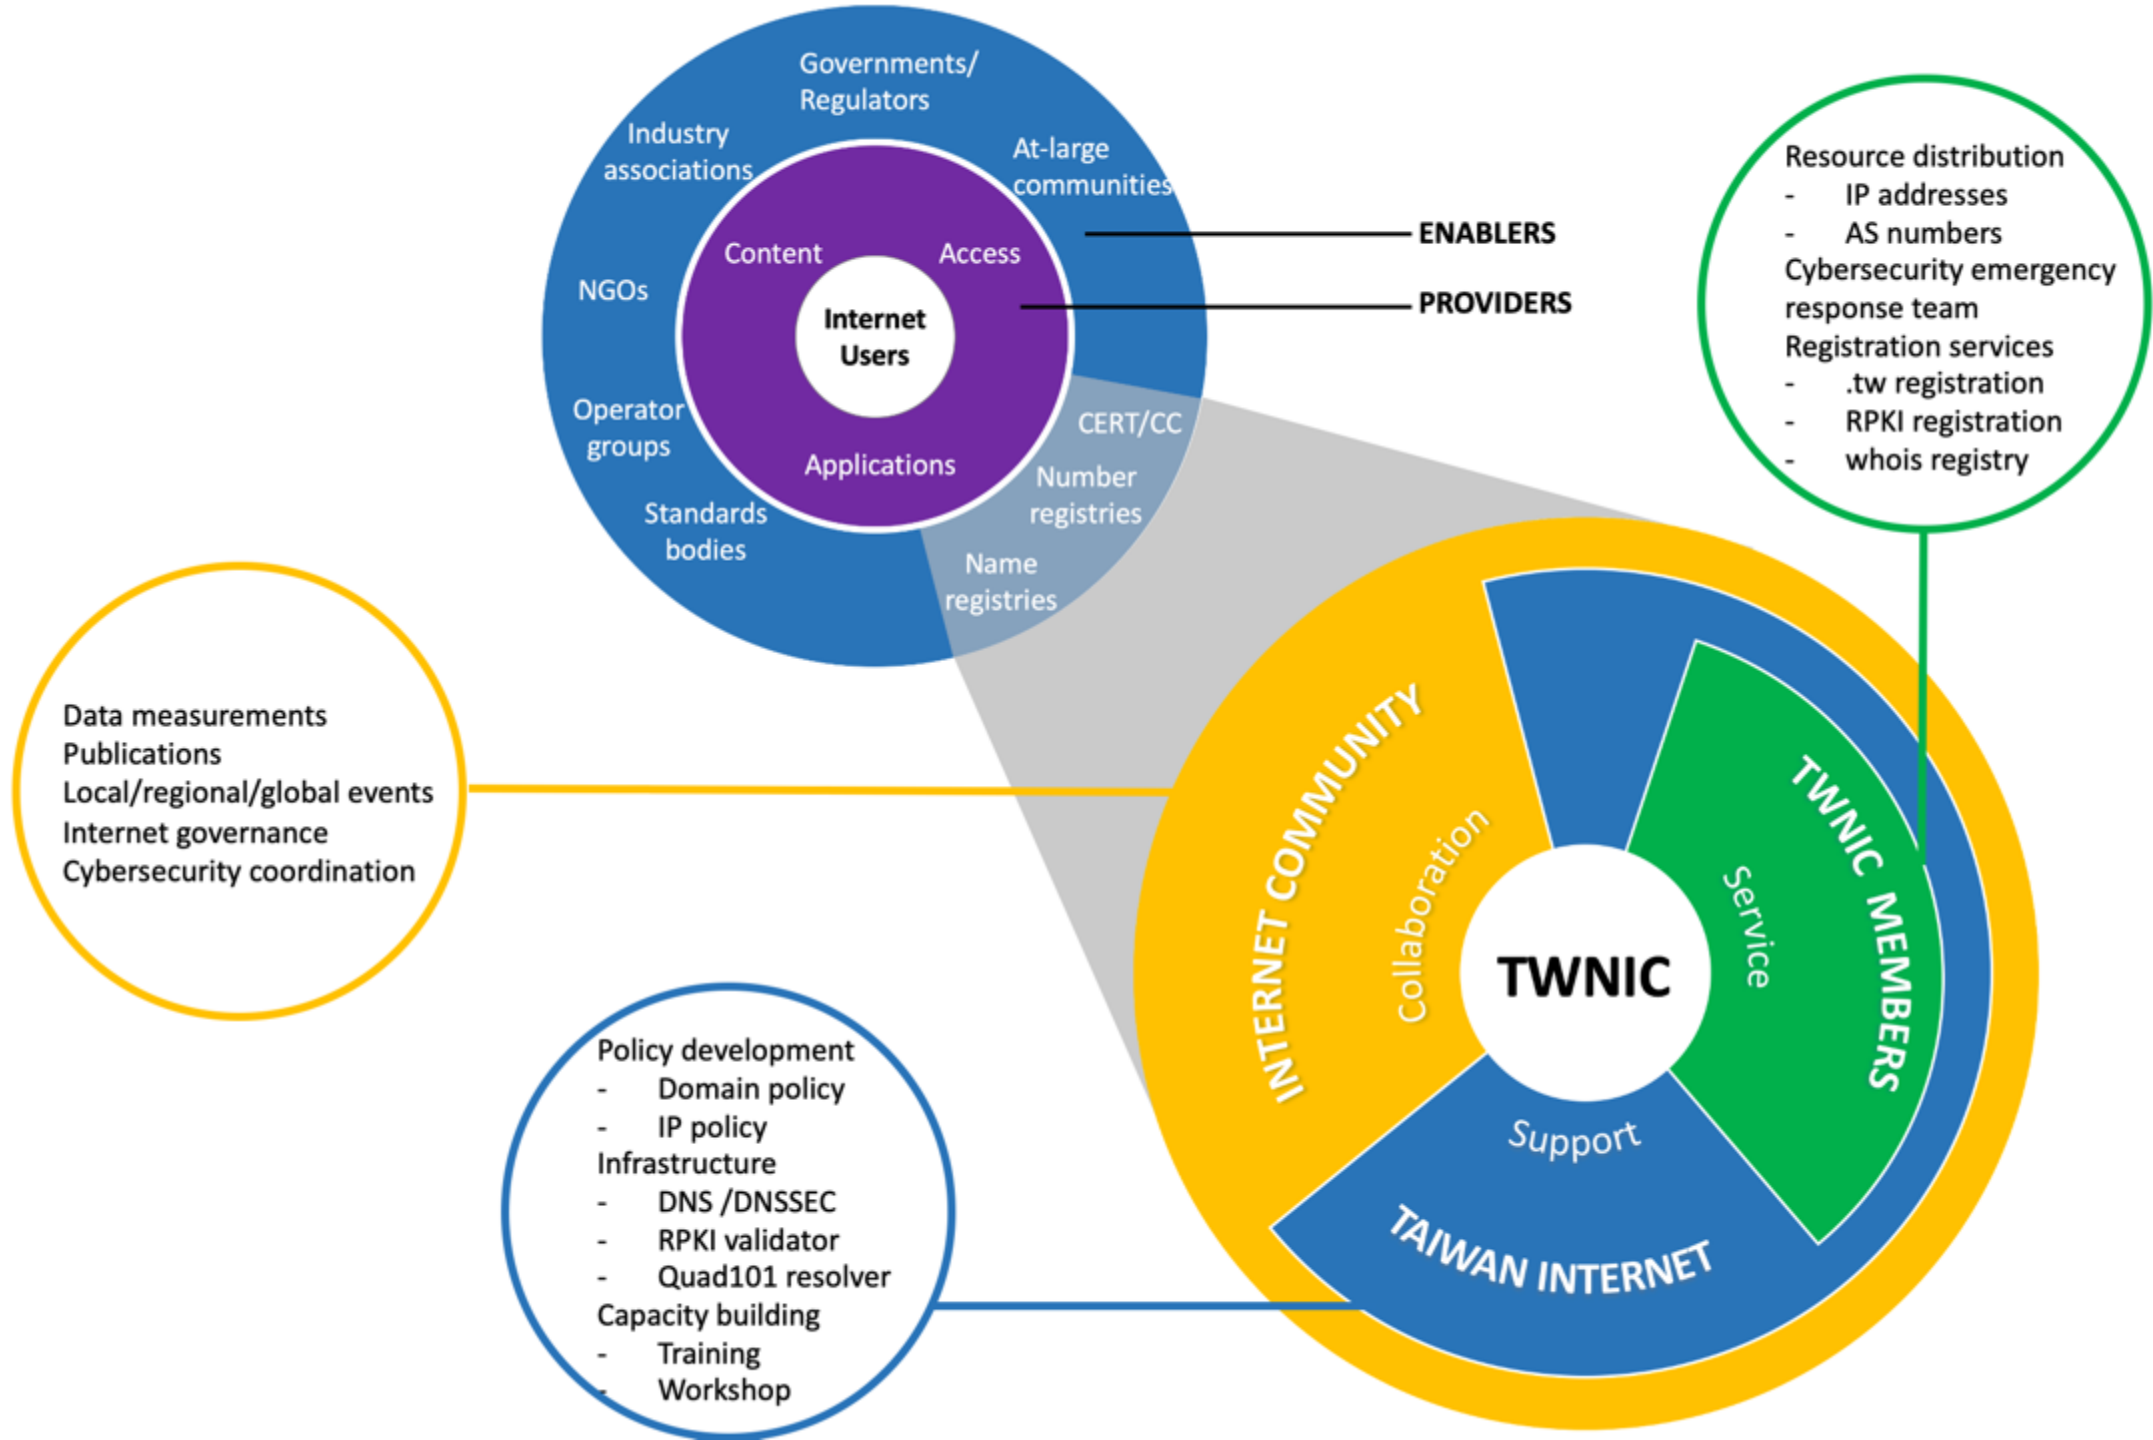 Governments/
Regulators
Industry
associations
At-large
communities
NGOs
Operator
groups
Standards
bodies
CERT/CC
Number
registries
Name
registries
Content
Access
Applications
Internet
Users
ENABLERS
PROVIDERS
Resource distribution
- IP addresses
- AS numbers
Cybersecurity emergency
response team
Registration services
- .tw registration
- RPKI registration
- whois registry
Data measurements
Publications
Local/regional/global events
Internet governance
Cybersecurity coordination
INTERNET COMMUNITY
Collaboration
TWNIC
Service
TWNIC MEMBERS
Support
TAIWAN INTERNET
Policy development
- Domain policy
- IP policy
Infrastructure
- DNS /DNSSEC
- RPKI validator
- Quad101 resolver
Capacity building
- Training
- Workshop